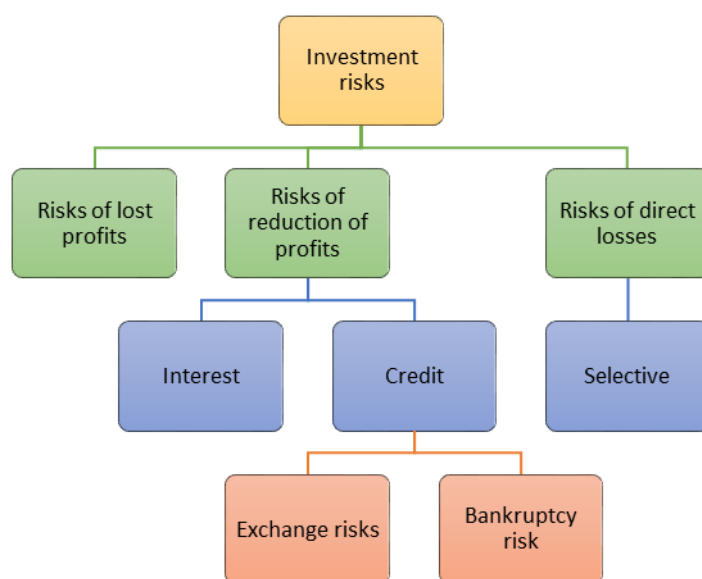 Investment
risks
Risks of lost
profits
Risks of
reduction of
profits
Risks of direct
losses
Interest
Credit
Selective
Exchange risks
Bankruptcy
risk